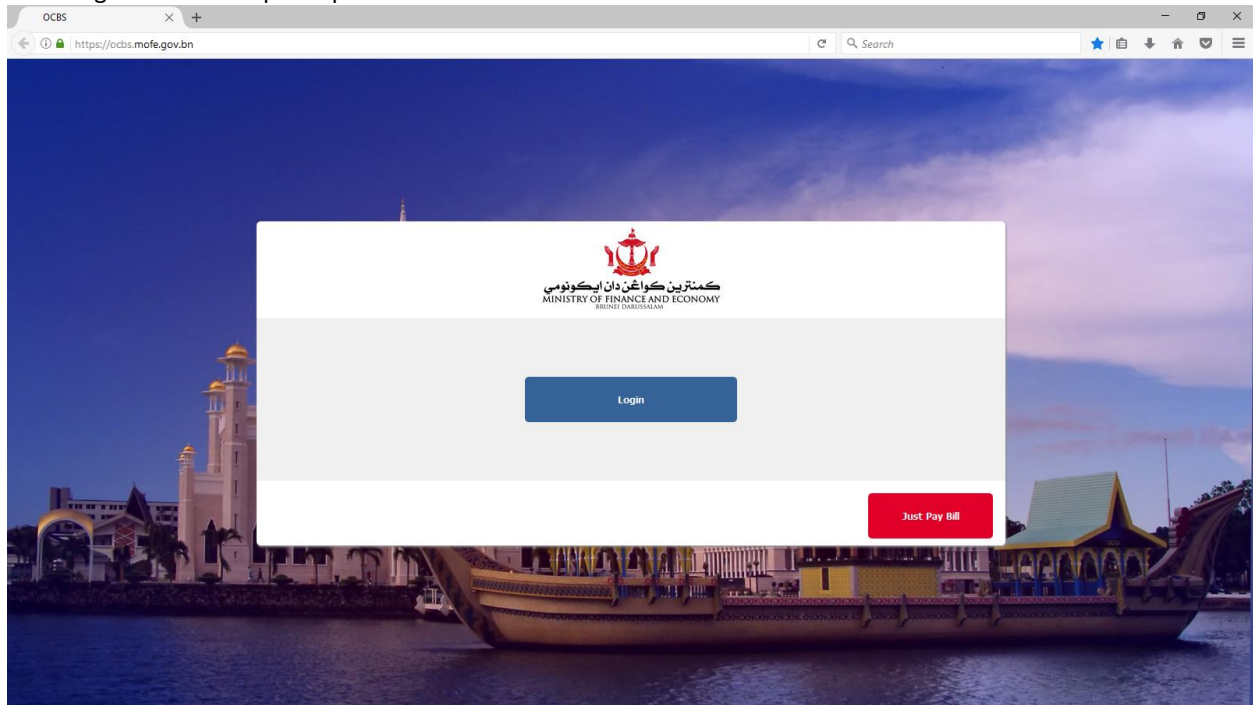 OCBS
https://ocbs.mofe.gov.bn
Search
كمنترين كواڠن دان ايكونومي
MINISTRY OF FINANCE AND ECONOMY
BRUNEI DARUSSALAM
Login
Just Pay Bill